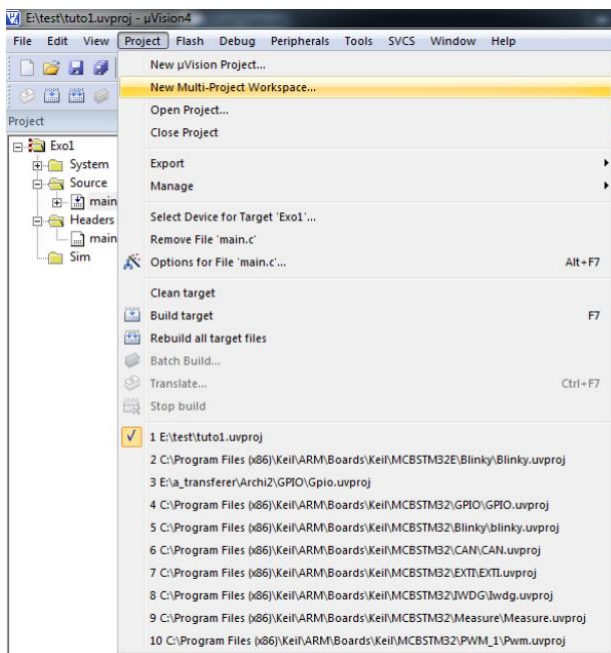 E:\test\tuto1.uvproj - µVision4
File Edit View Project Flash Debug Peripherals Tools SVCS Window Help
New µVision Project...
New Multi-Project Workspace...
Open Project...
Close Project
Project
Exo1
System
Source
main
Headers
main
Sim
Export
Manage
Select Device for Target 'Exo1'...
Remove File 'main.c'
Options for File 'main.c'... Alt+F7
Clean target
Build target F7
Rebuild all target files
Batch Build...
Translate... Ctrl+F7
Stop build
1 E:\test\tuto1.uvproj
2 C:\Program Files (x86)\Keil\ARM\Boards\Keil\MCBSTM32E\Blinky\Blinky.uvproj
3 E:\a_transferer\Archi2\GPIO\Gpio.uvproj
4 C:\Program Files (x86)\Keil\ARM\Boards\Keil\MCBSTM32\GPIO\GPIO.uvproj
5 C:\Program Files (x86)\Keil\ARM\Boards\Keil\MCBSTM32\Blinky\blinky.uvproj
6 C:\Program Files (x86)\Keil\ARM\Boards\Keil\MCBSTM32\CAN\CAN.uvproj
7 C:\Program Files (x86)\Keil\ARM\Boards\Keil\MCBSTM32\EXTI\EXTI.uvproj
8 C:\Program Files (x86)\Keil\ARM\Boards\Keil\MCBSTM32\IWDG\Iwdg.uvproj
9 C:\Program Files (x86)\Keil\ARM\Boards\Keil\MCBSTM32\Measure\Measure.uvproj
10 C:\Program Files (x86)\Keil\ARM\Boards\Keil\MCBSTM32\PWM_1\Pwm.uvproj